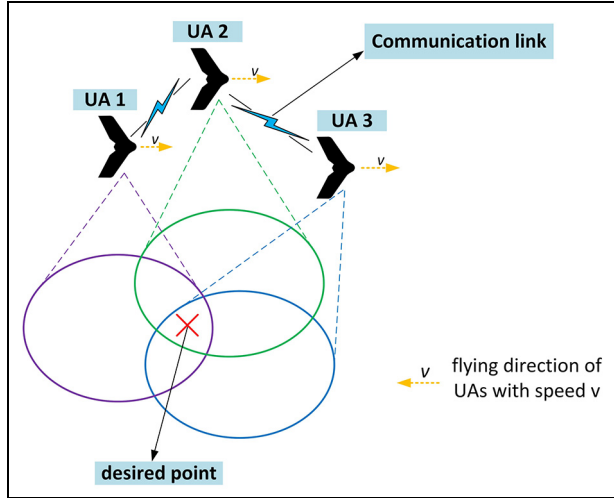 UA 2
Communication link
v
UA 1
UA 3
v
v
v
flying direction of
UAs with speed v
desired point